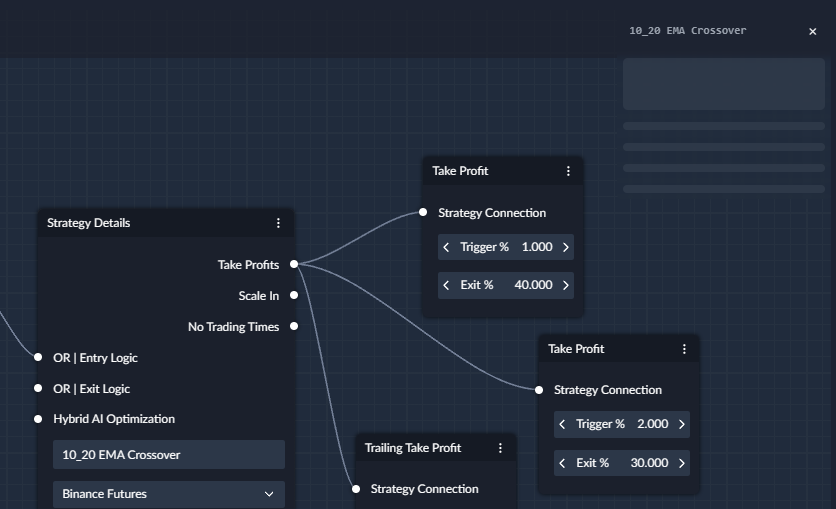 10_20 EMA Crossover
Take Profit
Strategy Connection
Trigger % 1.000
Exit % 40.000
Strategy Details
Take Profits
Scale In
No Trading Times
OR | Entry Logic
OR | Exit Logic
Hybrid AI Optimization
10_20 EMA Crossover
Binance Futures
Take Profit
Strategy Connection
Trigger % 2.000
Exit % 30.000
Trailing Take Profit
Strategy Connection